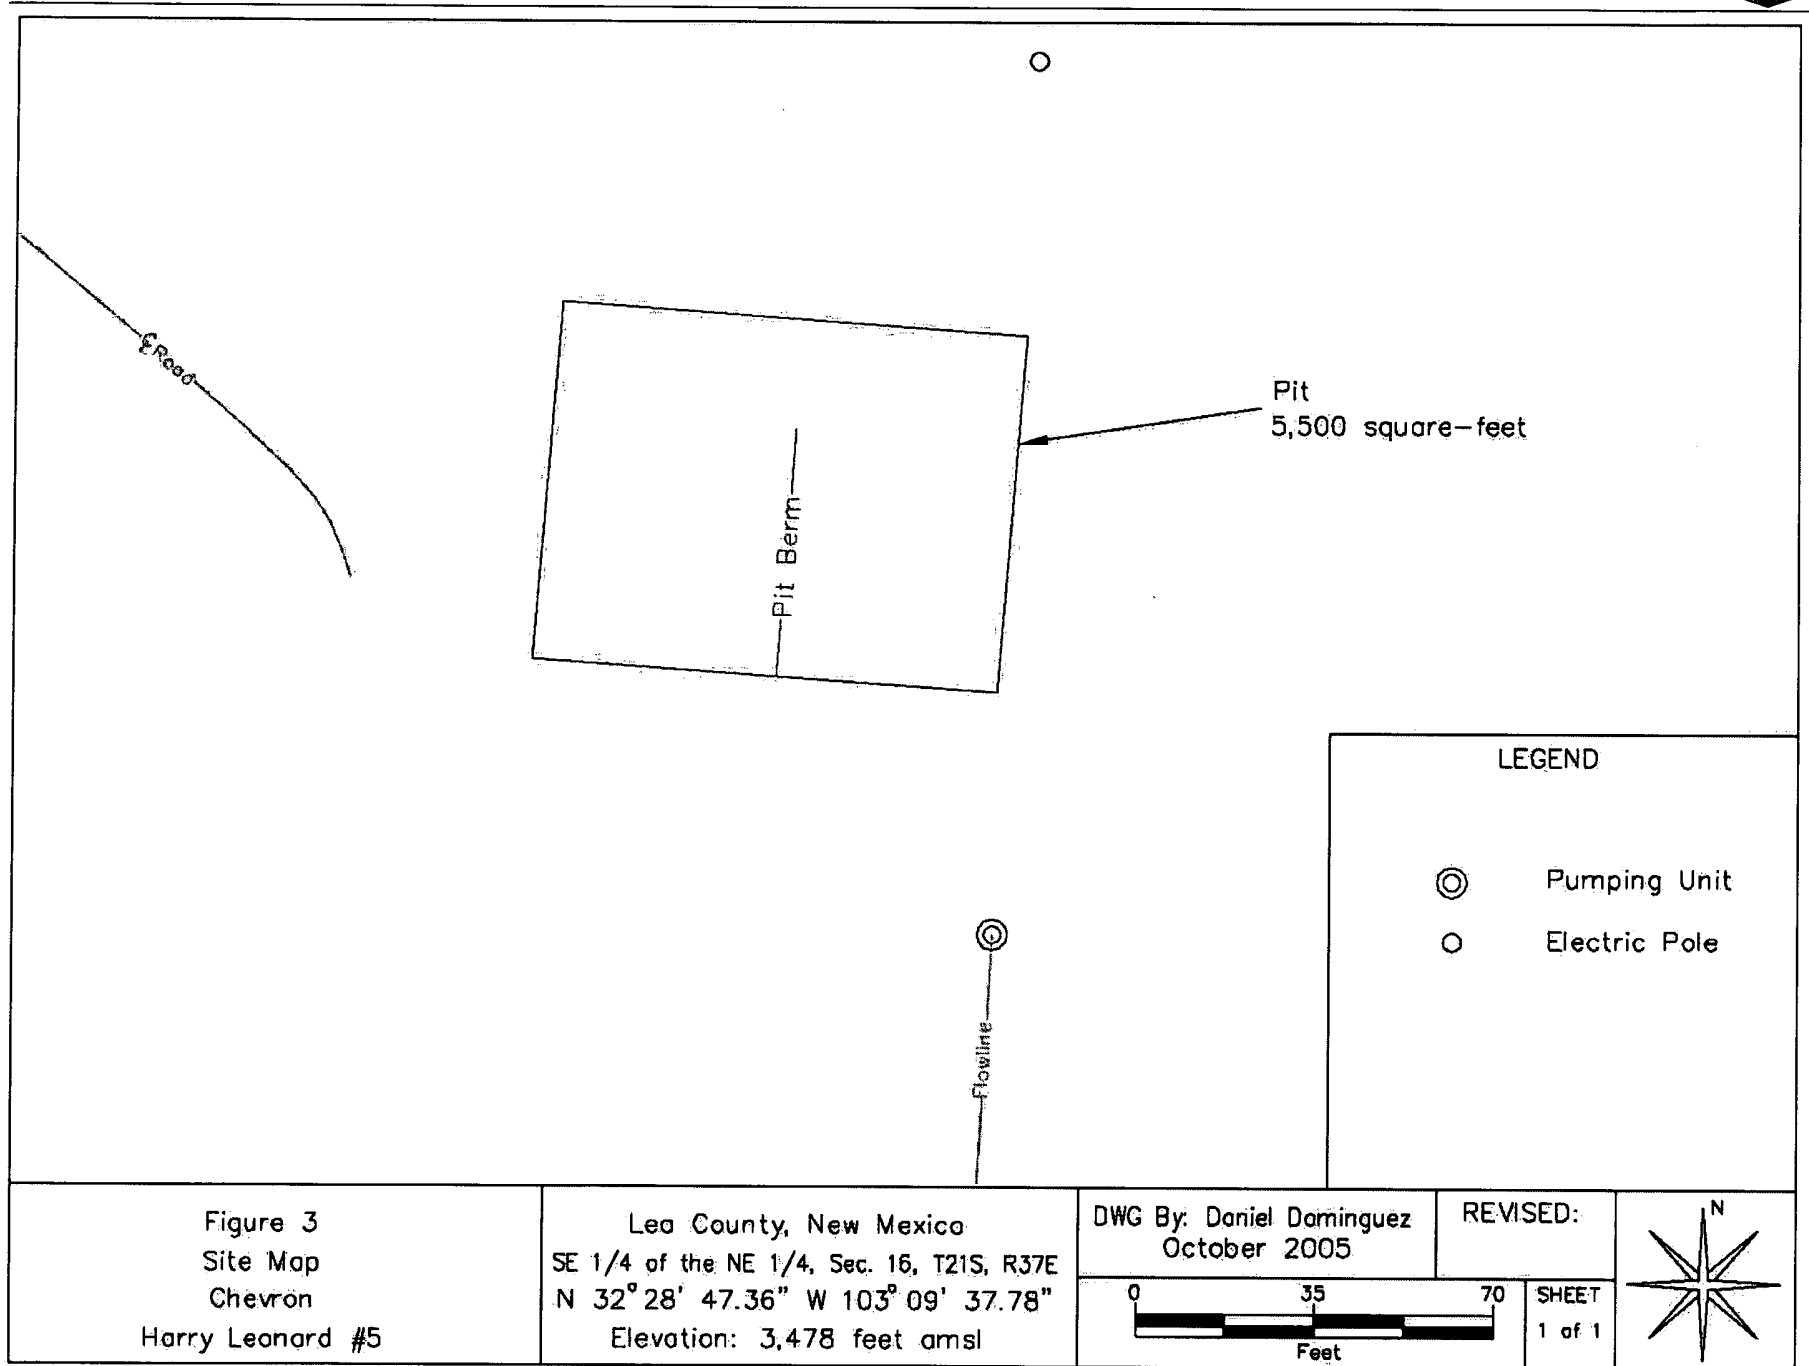 ℄ Road
Pit
5,500 square-feet
Pit Berm
LEGEND
Pumping Unit
Electric Pole
Flowline
Figure 3
Site Map
Chevron
Harry Leonard #5
Lea County, New Mexico
SE 1/4 of the NE 1/4, Sec. 16, T21S, R37E
N 32° 28' 47.36" W 103° 09' 37.78"
Elevation: 3,478 feet amsl
DWG By: Daniel Dominguez
October 2005
REVISED:
0 35 70
Feet
SHEET
1 of 1
N